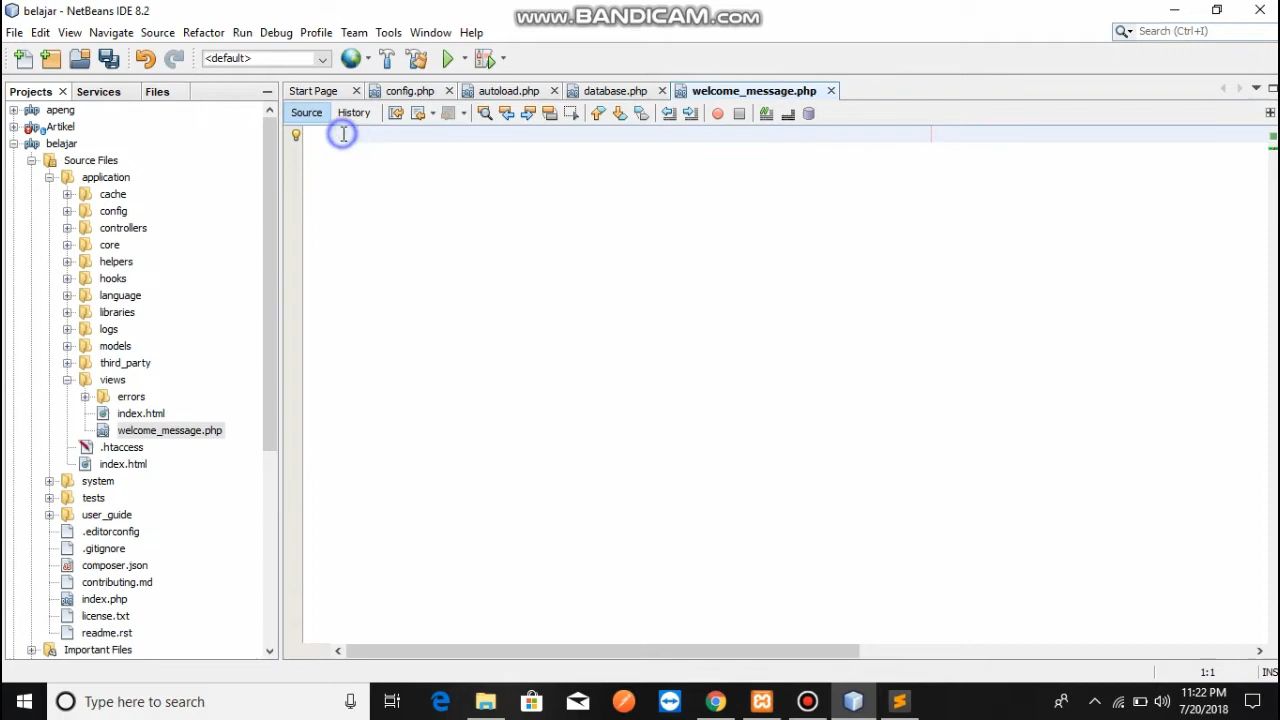 belajar - NetBeans IDE 8.2
www.BANDICAM.com
File Edit View Navigate Source Refactor Run Debug Profile Team Tools Window Help
Search (Ctrl+I)
<default>
Projects Services Files
Start Page config.php autoload.php database.php welcome_message.php
Source History
apeng
Artikel
belajar
Source Files
application
cache
config
controllers
core
helpers
hooks
language
libraries
logs
models
third_party
views
errors
index.html
welcome_message.php
.htaccess
index.html
system
tests
user_guide
.editorconfig
.gitignore
composer.json
contributing.md
index.php
license.txt
readme.rst
Important Files
1:1 INS
Type here to search
11:22 PM
7/20/2018